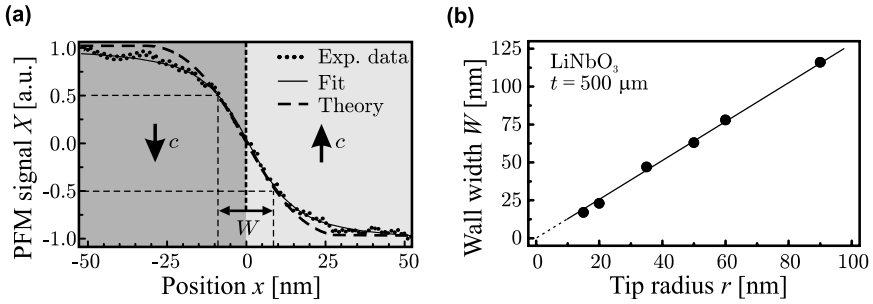 (a)
PFM signal X [a.u.]
1.0
0.5
0.0
-0.5
-1.0
Exp. data
Fit
Theory
c
c
W
-50
-25
0
25
50
Position x [nm]
(b)
Wall width W [nm]
125
100
75
50
25
0
LiNbO₃
t = 500 µm
0
20
40
60
80
100
Tip radius r [nm]